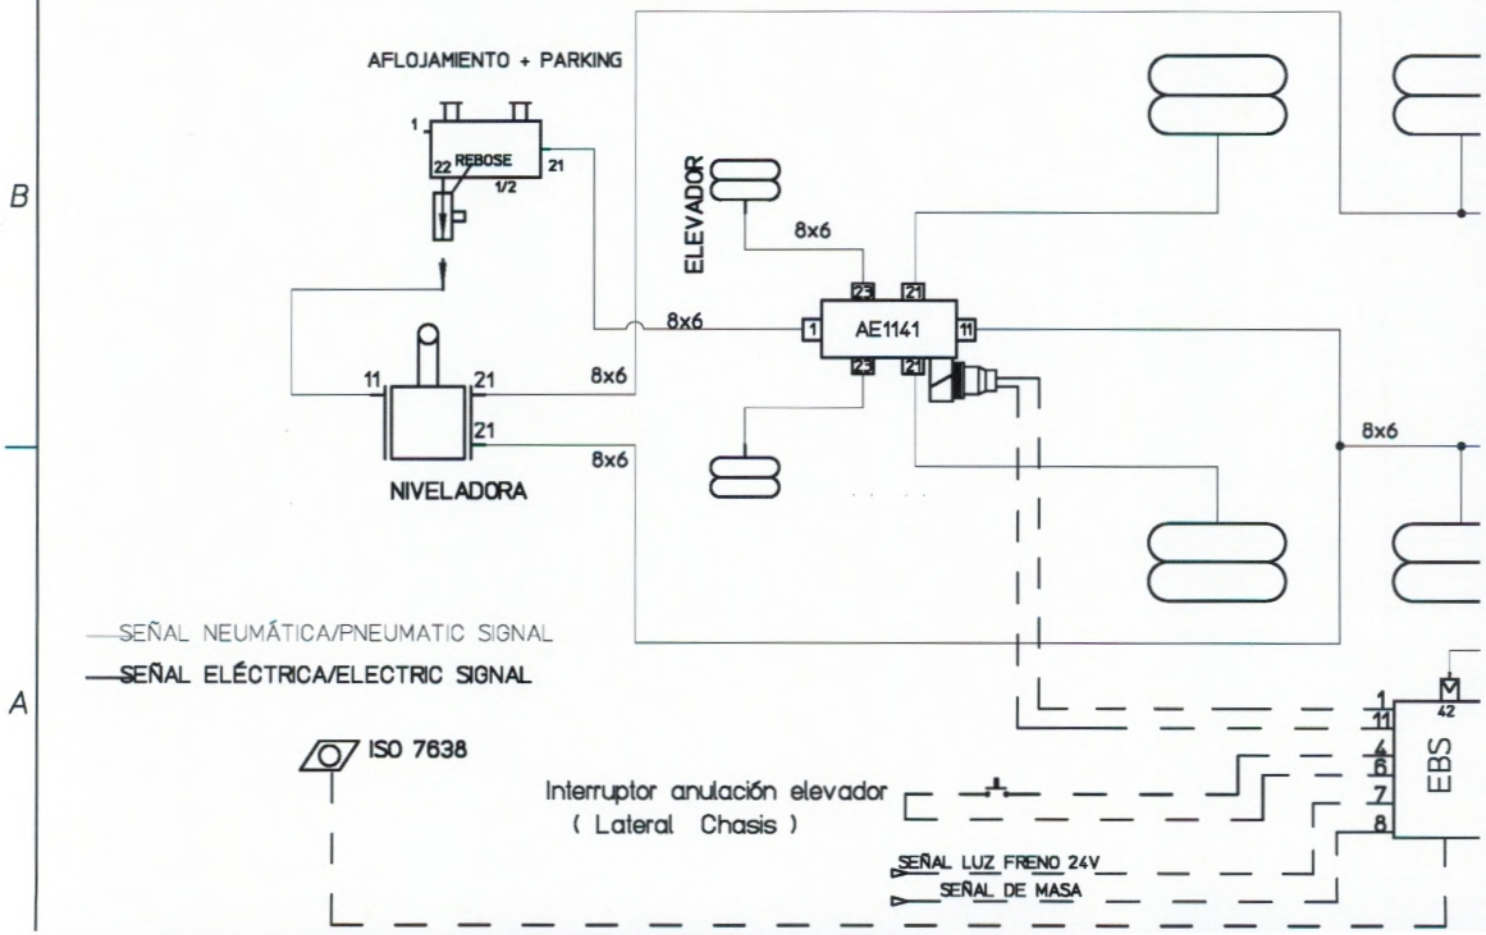 AFLOJAMIENTO + PARKING
1
22
REBOSE
21
1/2
B
ELEVADOR
8x6
23
21
8x6
1
AE1141
11
23
21
11
21
8x6
21
8x6
8x6
NIVELADORA
SEÑAL NEUMÁTICA/PNEUMATIC SIGNAL
SEÑAL ELÉCTRICA/ELECTRIC SIGNAL
A
ISO 7638
1
11
4
6
7
8
42
EBS
Interruptor anulación elevador
( Lateral Chasis )
SEÑAL LUZ FRENO 24V
SEÑAL DE MASA